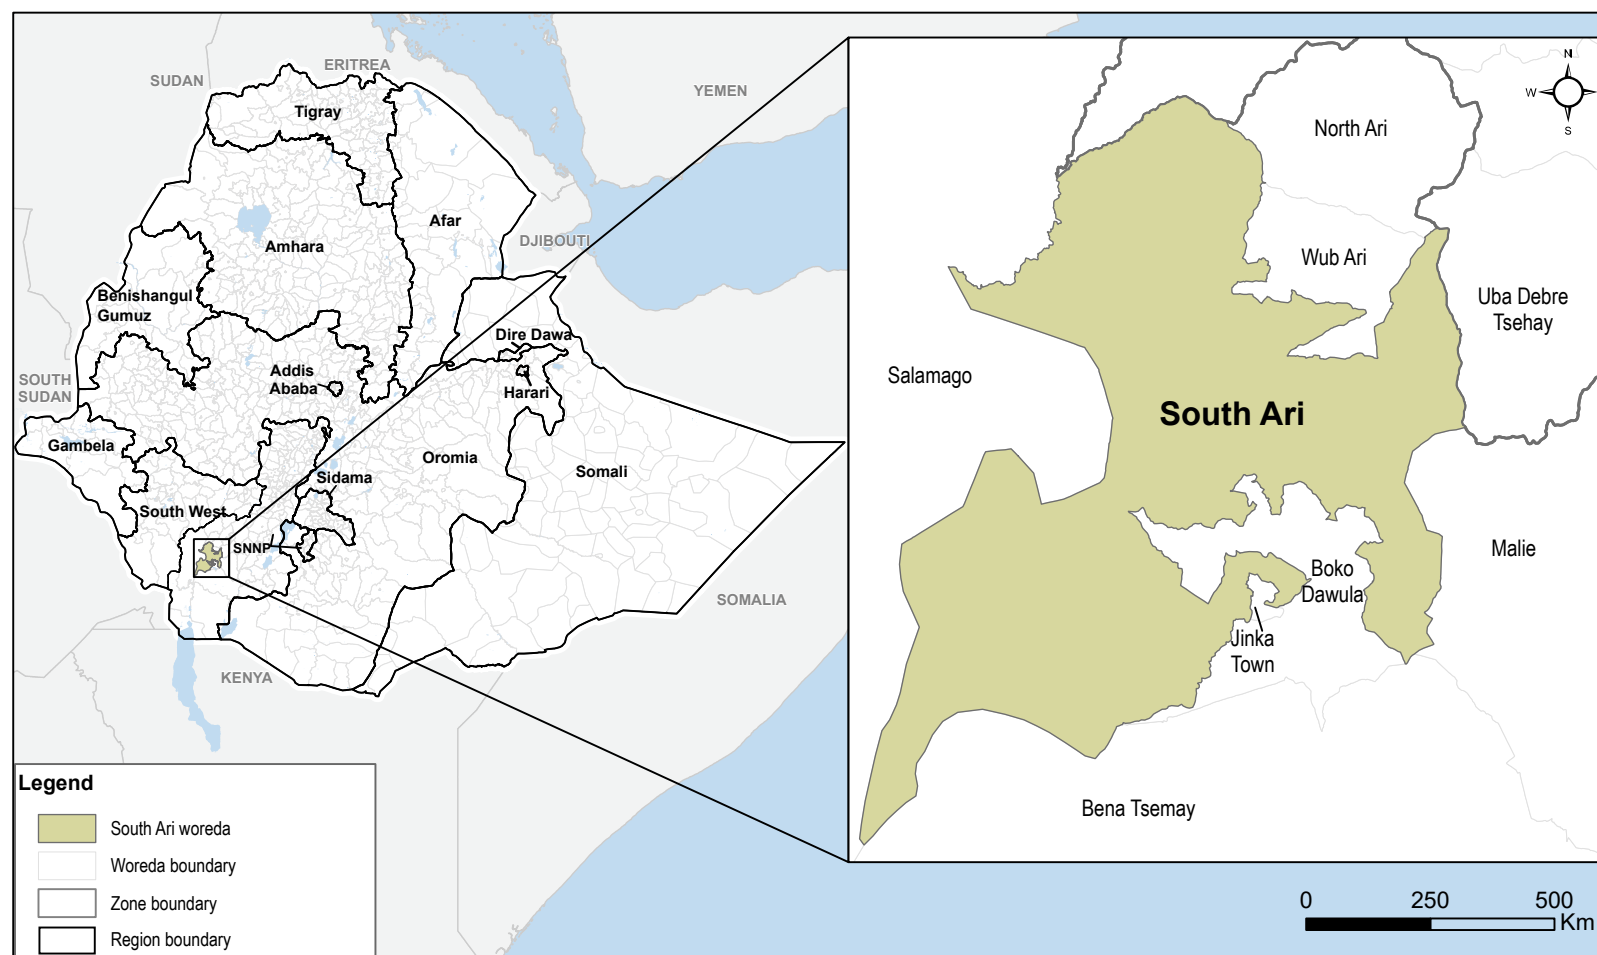 SUDAN
ERITREA
YEMEN
Tigray
Afar
Amhara
DJIBOUTI
Benishangul
Gumuz
Dire Dawa
Addis
Ababa
Harari
SOUTH
SUDAN
Gambela
Oromia
Somali
Sidama
South West
SNNP
SOMALIA
KENYA
N
W
E
S
North Ari
Wub Ari
Uba Debre
Tsehay
Salamago
South Ari
Malie
Boko
Dawula
Jinka
Town
Bena Tsemay
Legend
South Ari woreda
Woreda boundary
Zone boundary
Region boundary
0 250 500
Km